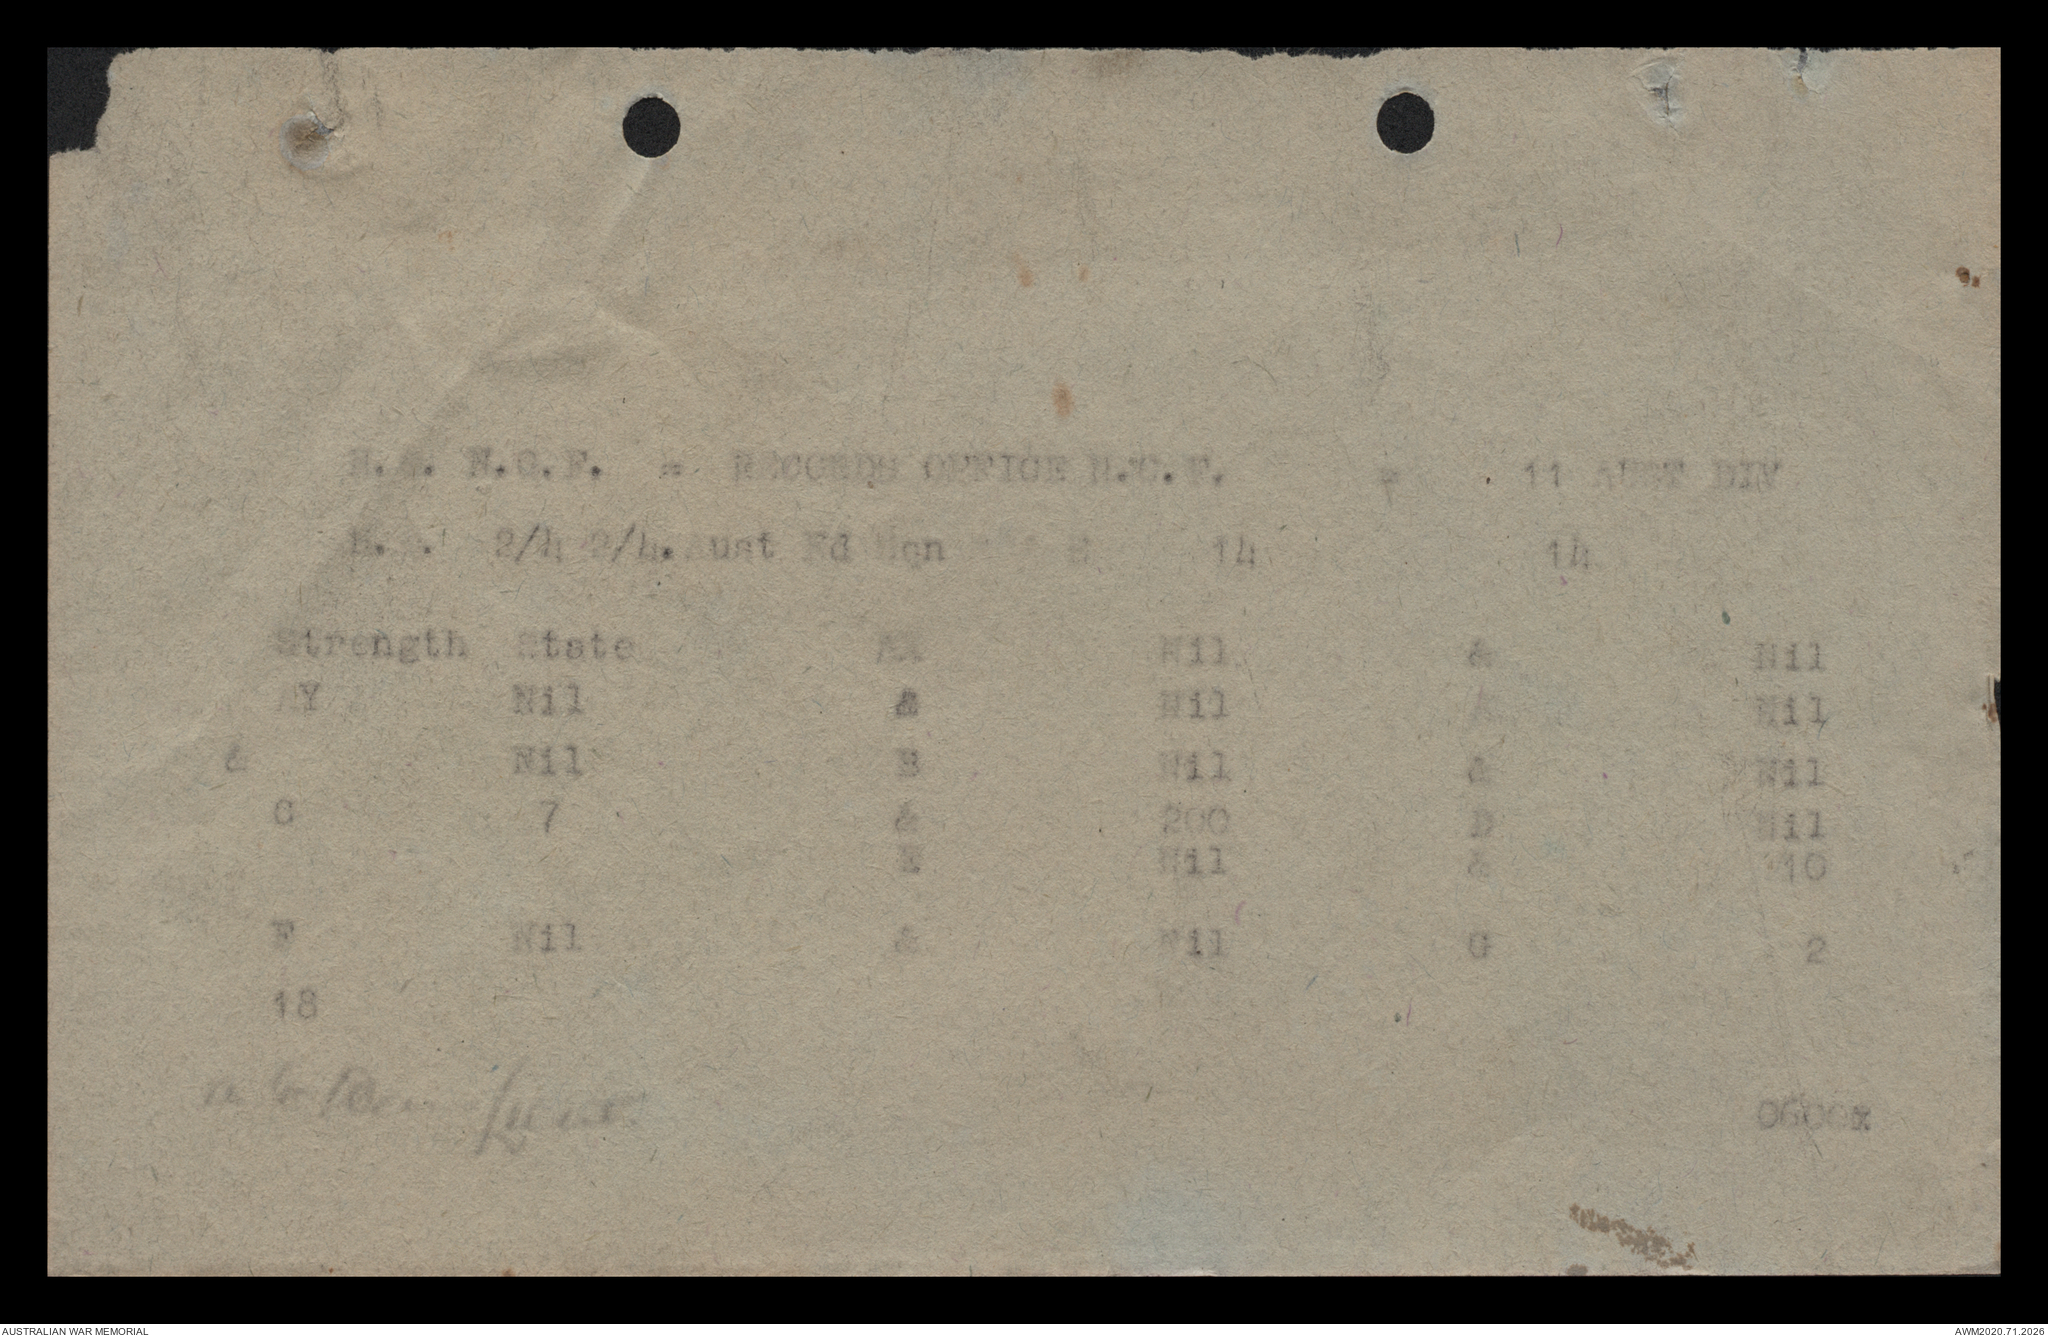 N.G.F. = RECORDS OFFICE N.G.F. = 11 AUST DIV
2/4 2/4. Aust Fd Hgn 14 14
Strength State Nil & Nil
Nil A Nil A Nil
& Nil B Nil & Nil
C 7 & 200 D Nil
E Nil & 10
F Nil & Nil G 2
18
0600
AUSTRALIAN WAR MEMORIAL AWM2020.71.2026